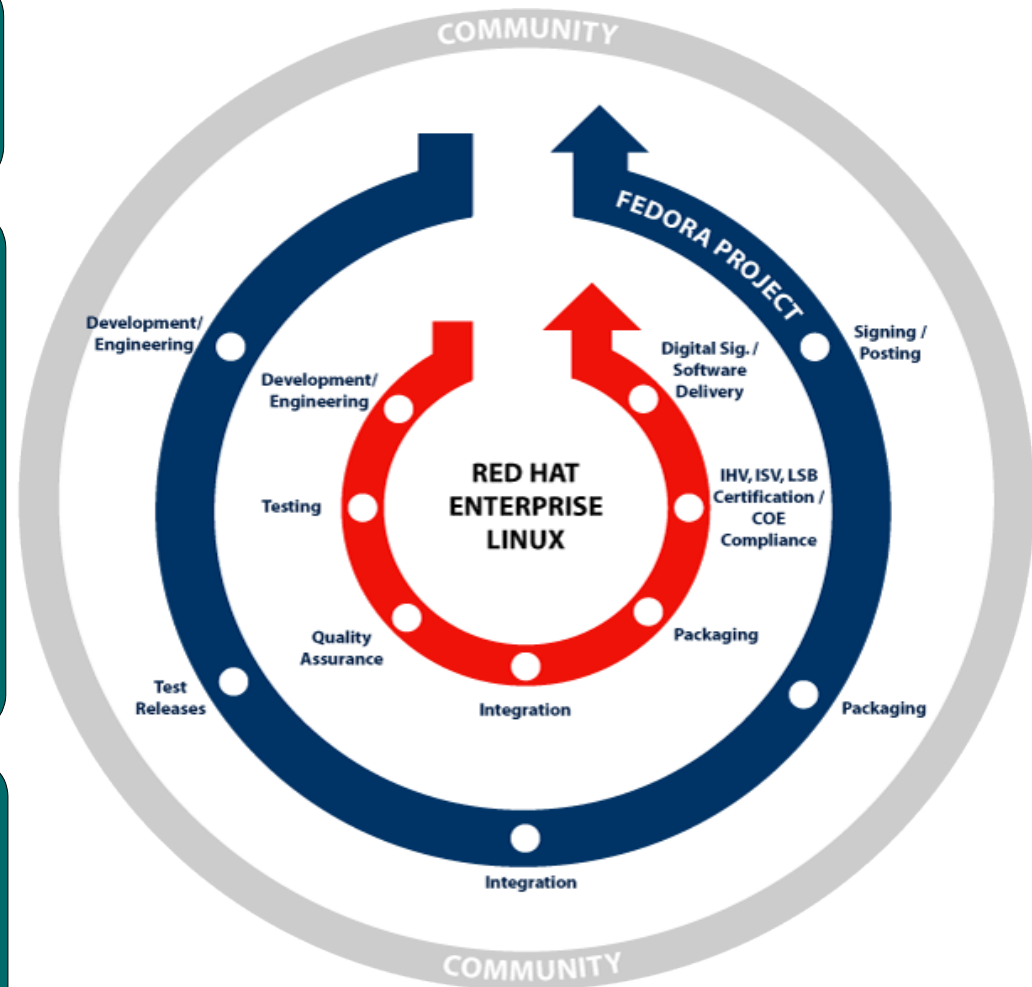 COMMUNITY
FEDORA PROJECT
Development/
Engineering
Signing /
Posting
Digital Sig. /
Software
Delivery
Development/
Engineering
RED HAT
ENTERPRISE
LINUX
Testing
IHV, ISV, LSB
Certification /
COE
Compliance
Quality
Assurance
Packaging
Integration
Test
Releases
Packaging
Integration
COMMUNITY